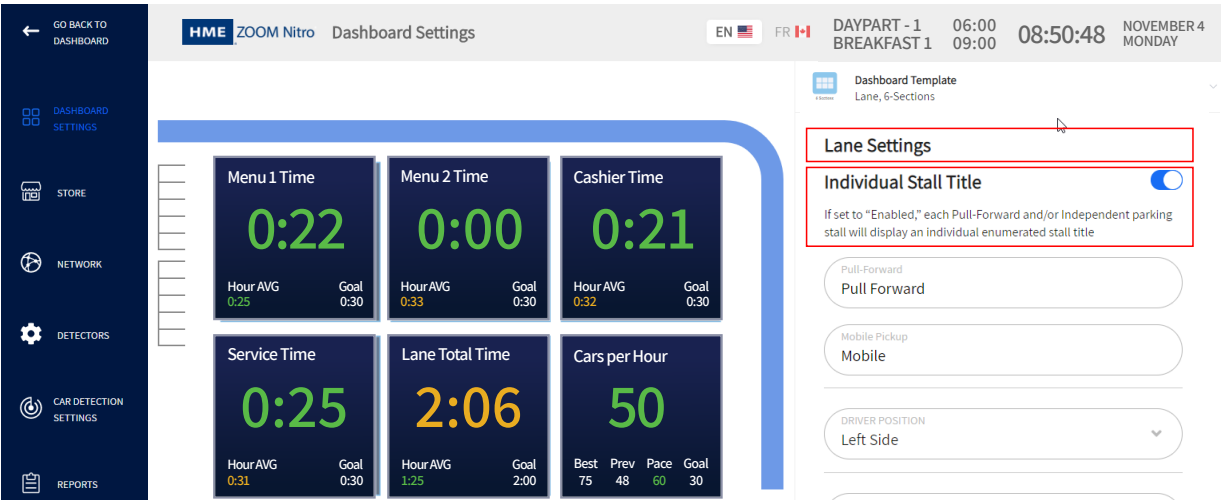 GO BACK TO
DASHBOARD
HME ZOOM Nitro Dashboard Settings
EN FR
DAYPART - 1 06:00
BREAKFAST 1 09:00
08:50:48
NOVEMBER 4
MONDAY
DASHBOARD
SETTINGS
STORE
NETWORK
DETECTORS
CAR DETECTION
SETTINGS
REPORTS
Menu 1 Time
0:22
Hour AVG Goal
0:25 0:30
Menu 2 Time
0:00
Hour AVG Goal
0:33 0:30
Cashier Time
0:21
Hour AVG Goal
0:32 0:30
Service Time
0:25
Hour AVG Goal
0:31 0:30
Lane Total Time
2:06
Hour AVG Goal
1:25 2:00
Cars per Hour
50
Best Prev Pace Goal
75 48 60 30
Dashboard Template
Lane, 6-Sections
Lane Settings
Individual Stall Title
If set to “Enabled,” each Pull-Forward and/or Independent parking
stall will display an individual enumerated stall title
Pull-Forward
Pull Forward
Mobile Pickup
Mobile
DRIVER POSITION
Left Side